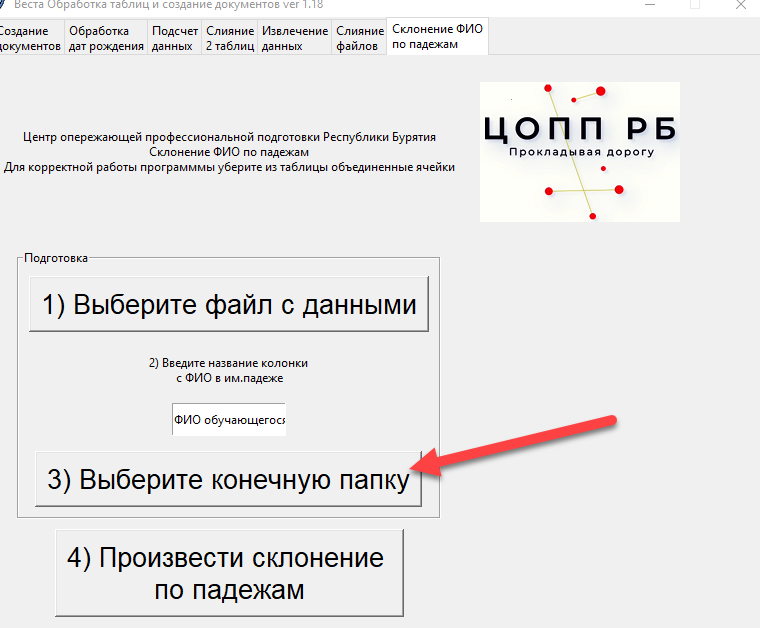 Веста Обработка таблиц и создание документов ver 1.18
Создание
документов
Обработка
дат рождения
Подсчет
данных
Слияние
2 таблиц
Извлечение
данных
Слияние
файлов
Склонение ФИО
по падежам
ЦОПП РБ
Прокладывая дорогу
Центр опережающей профессиональной подготовки Республики Бурятия
Склонение ФИО по падежам
Для корректной работы программмы уберите из таблицы объединенные ячейки
Подготовка
1) Выберите файл с данными
2) Введите название колонки
с ФИО в им.падеже
ФИО обучающегося
3) Выберите конечную папку
4) Произвести склонение
по падежам